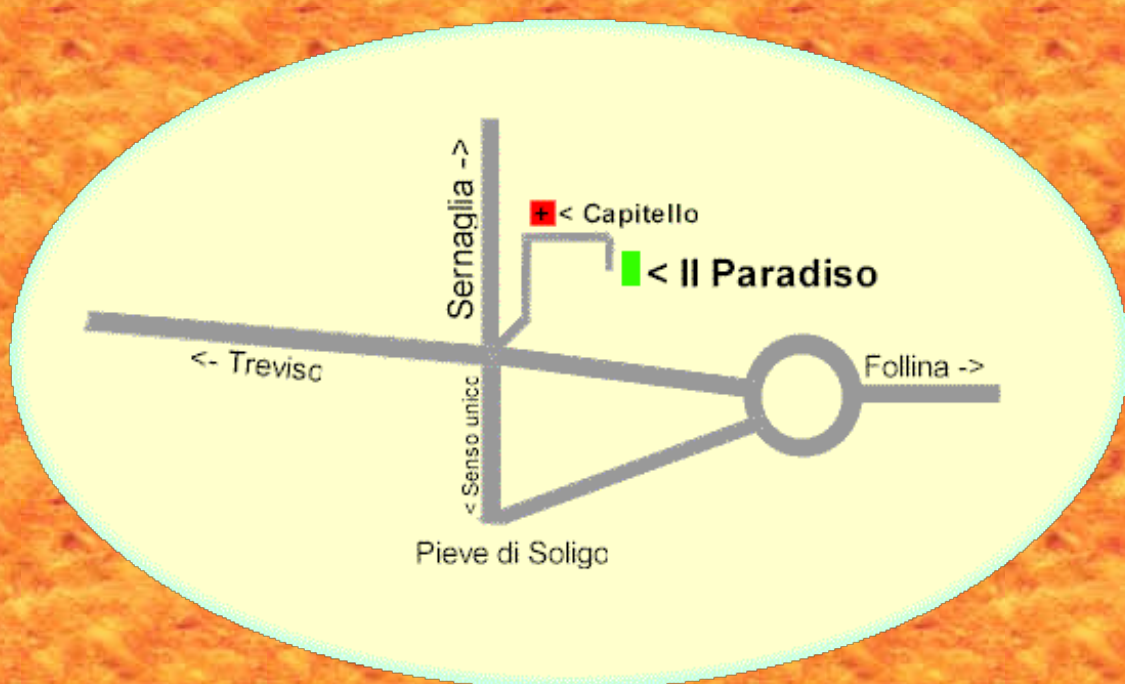 Sernaglia ->
+
< Capitello
< Il Paradiso
<- Treviso
Follina ->
< Senso unico
Pieve di Soligo